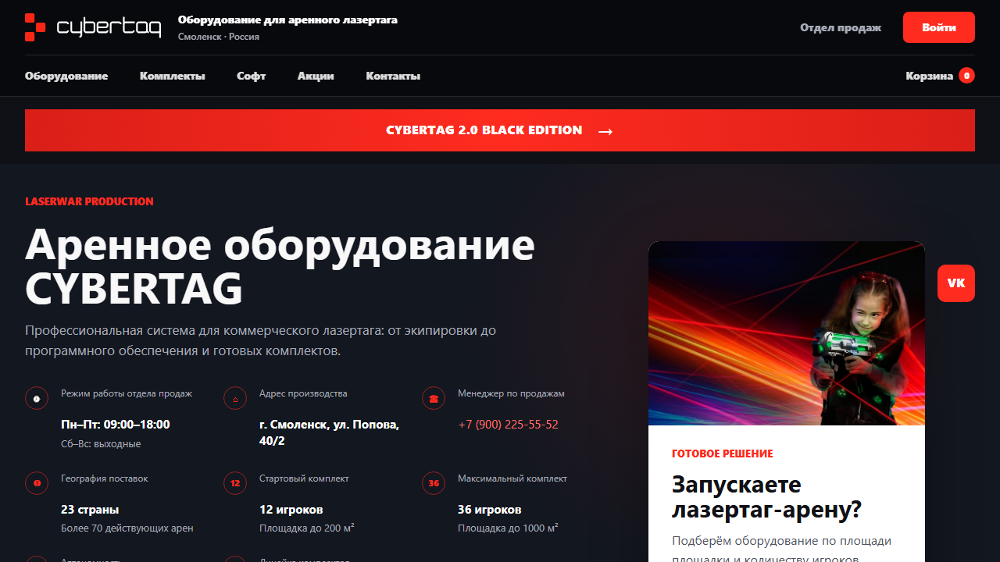 cybertag
Оборудование для аренного лазертага
Смоленск · Россия
Отдел продаж
Войти
Оборудование
Комплекты
Софт
Акции
Контакты
Корзина 0
CYBERTAG 2.0 BLACK EDITION →
LASERWAR PRODUCTION
Аренное оборудование
CYBERTAG
Профессиональная система для коммерческого лазертага: от экипировки до
программного обеспечения и готовых комплектов.
Режим работы отдела продаж
Пн–Пт: 09:00–18:00
Сб–Вс: выходные
Адрес производства
г. Смоленск, ул. Попова,
40/2
Менеджер по продажам
+7 (900) 225-55-52
География поставок
23 страны
Более 70 действующих арен
12
Стартовый комплект
12 игроков
Площадка до 200 м²
36
Максимальный комплект
36 игроков
Площадка до 1000 м²
VK
ГОТОВОЕ РЕШЕНИЕ
Запускаете
лазертаг-арену?
Подберём оборудование по площади
площадки и количеству игроков